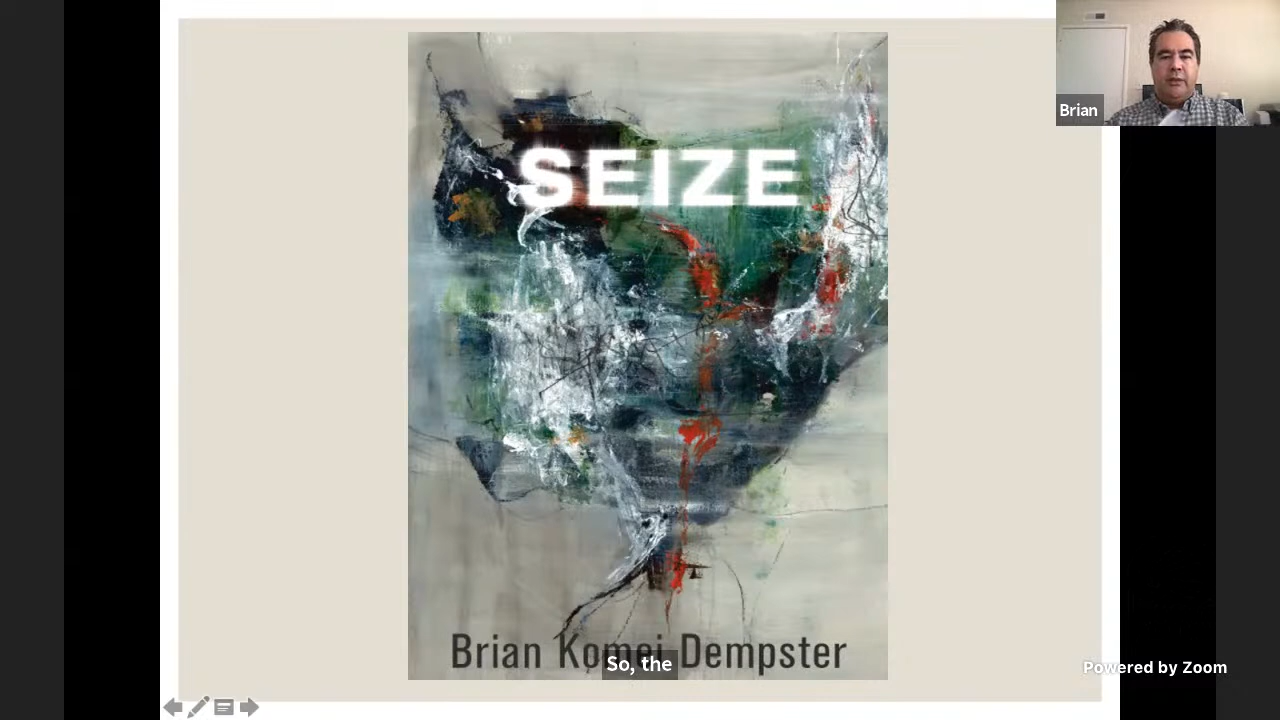 SEIZE
Brian
Brian Komei Dempster
So, the
Powered by Zoom